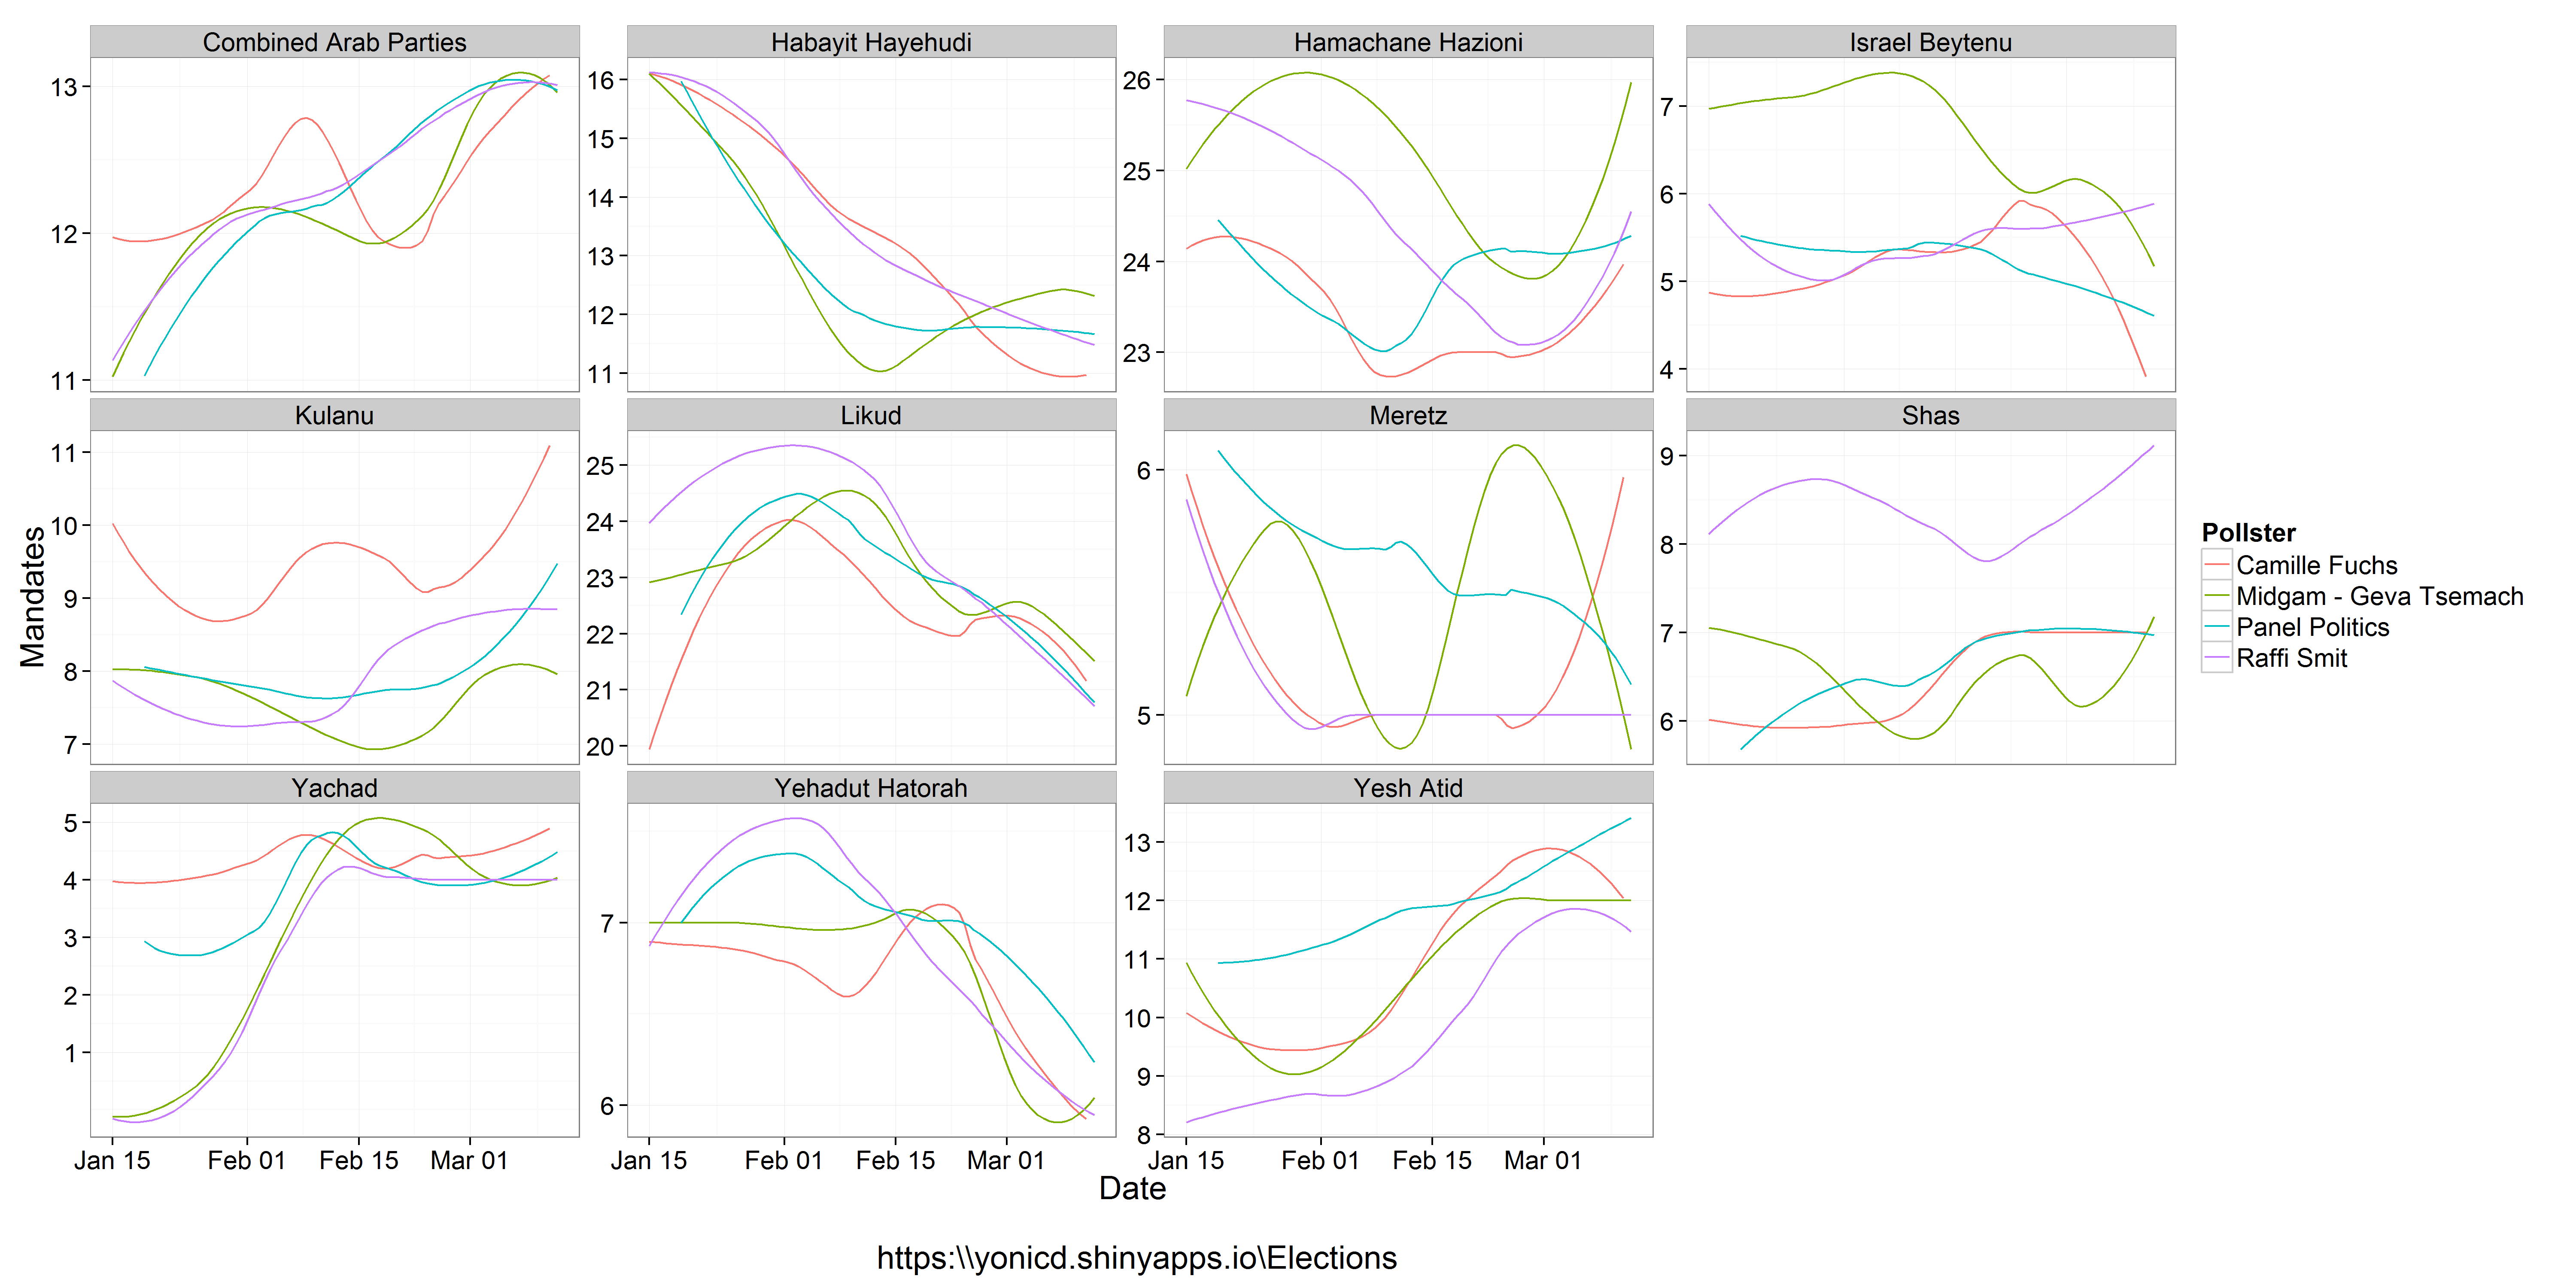 Combined Arab Parties
Habayit Hayehudi
Hamachane Hazioni
Israel Beytenu
13
12
11
16
15
14
13
12
11
26
25
24
23
7
6
5
4
Kulanu
Likud
Meretz
Shas
11
10
9
8
7
25
24
23
22
21
20
6
5
9
8
7
6
Yachad
Yehadut Hatorah
Yesh Atid
5
4
3
2
1
7
6
13
12
11
10
9
8
Jan 15 Feb 01 Feb 15 Mar 01
Jan 15 Feb 01 Feb 15 Mar 01
Jan 15 Feb 01 Feb 15 Mar 01
Mandates
Date
Pollster
Camille Fuchs
Midgam - Geva Tsemach
Panel Politics
Raffi Smit
https:\\yonicd.shinyapps.io\Elections